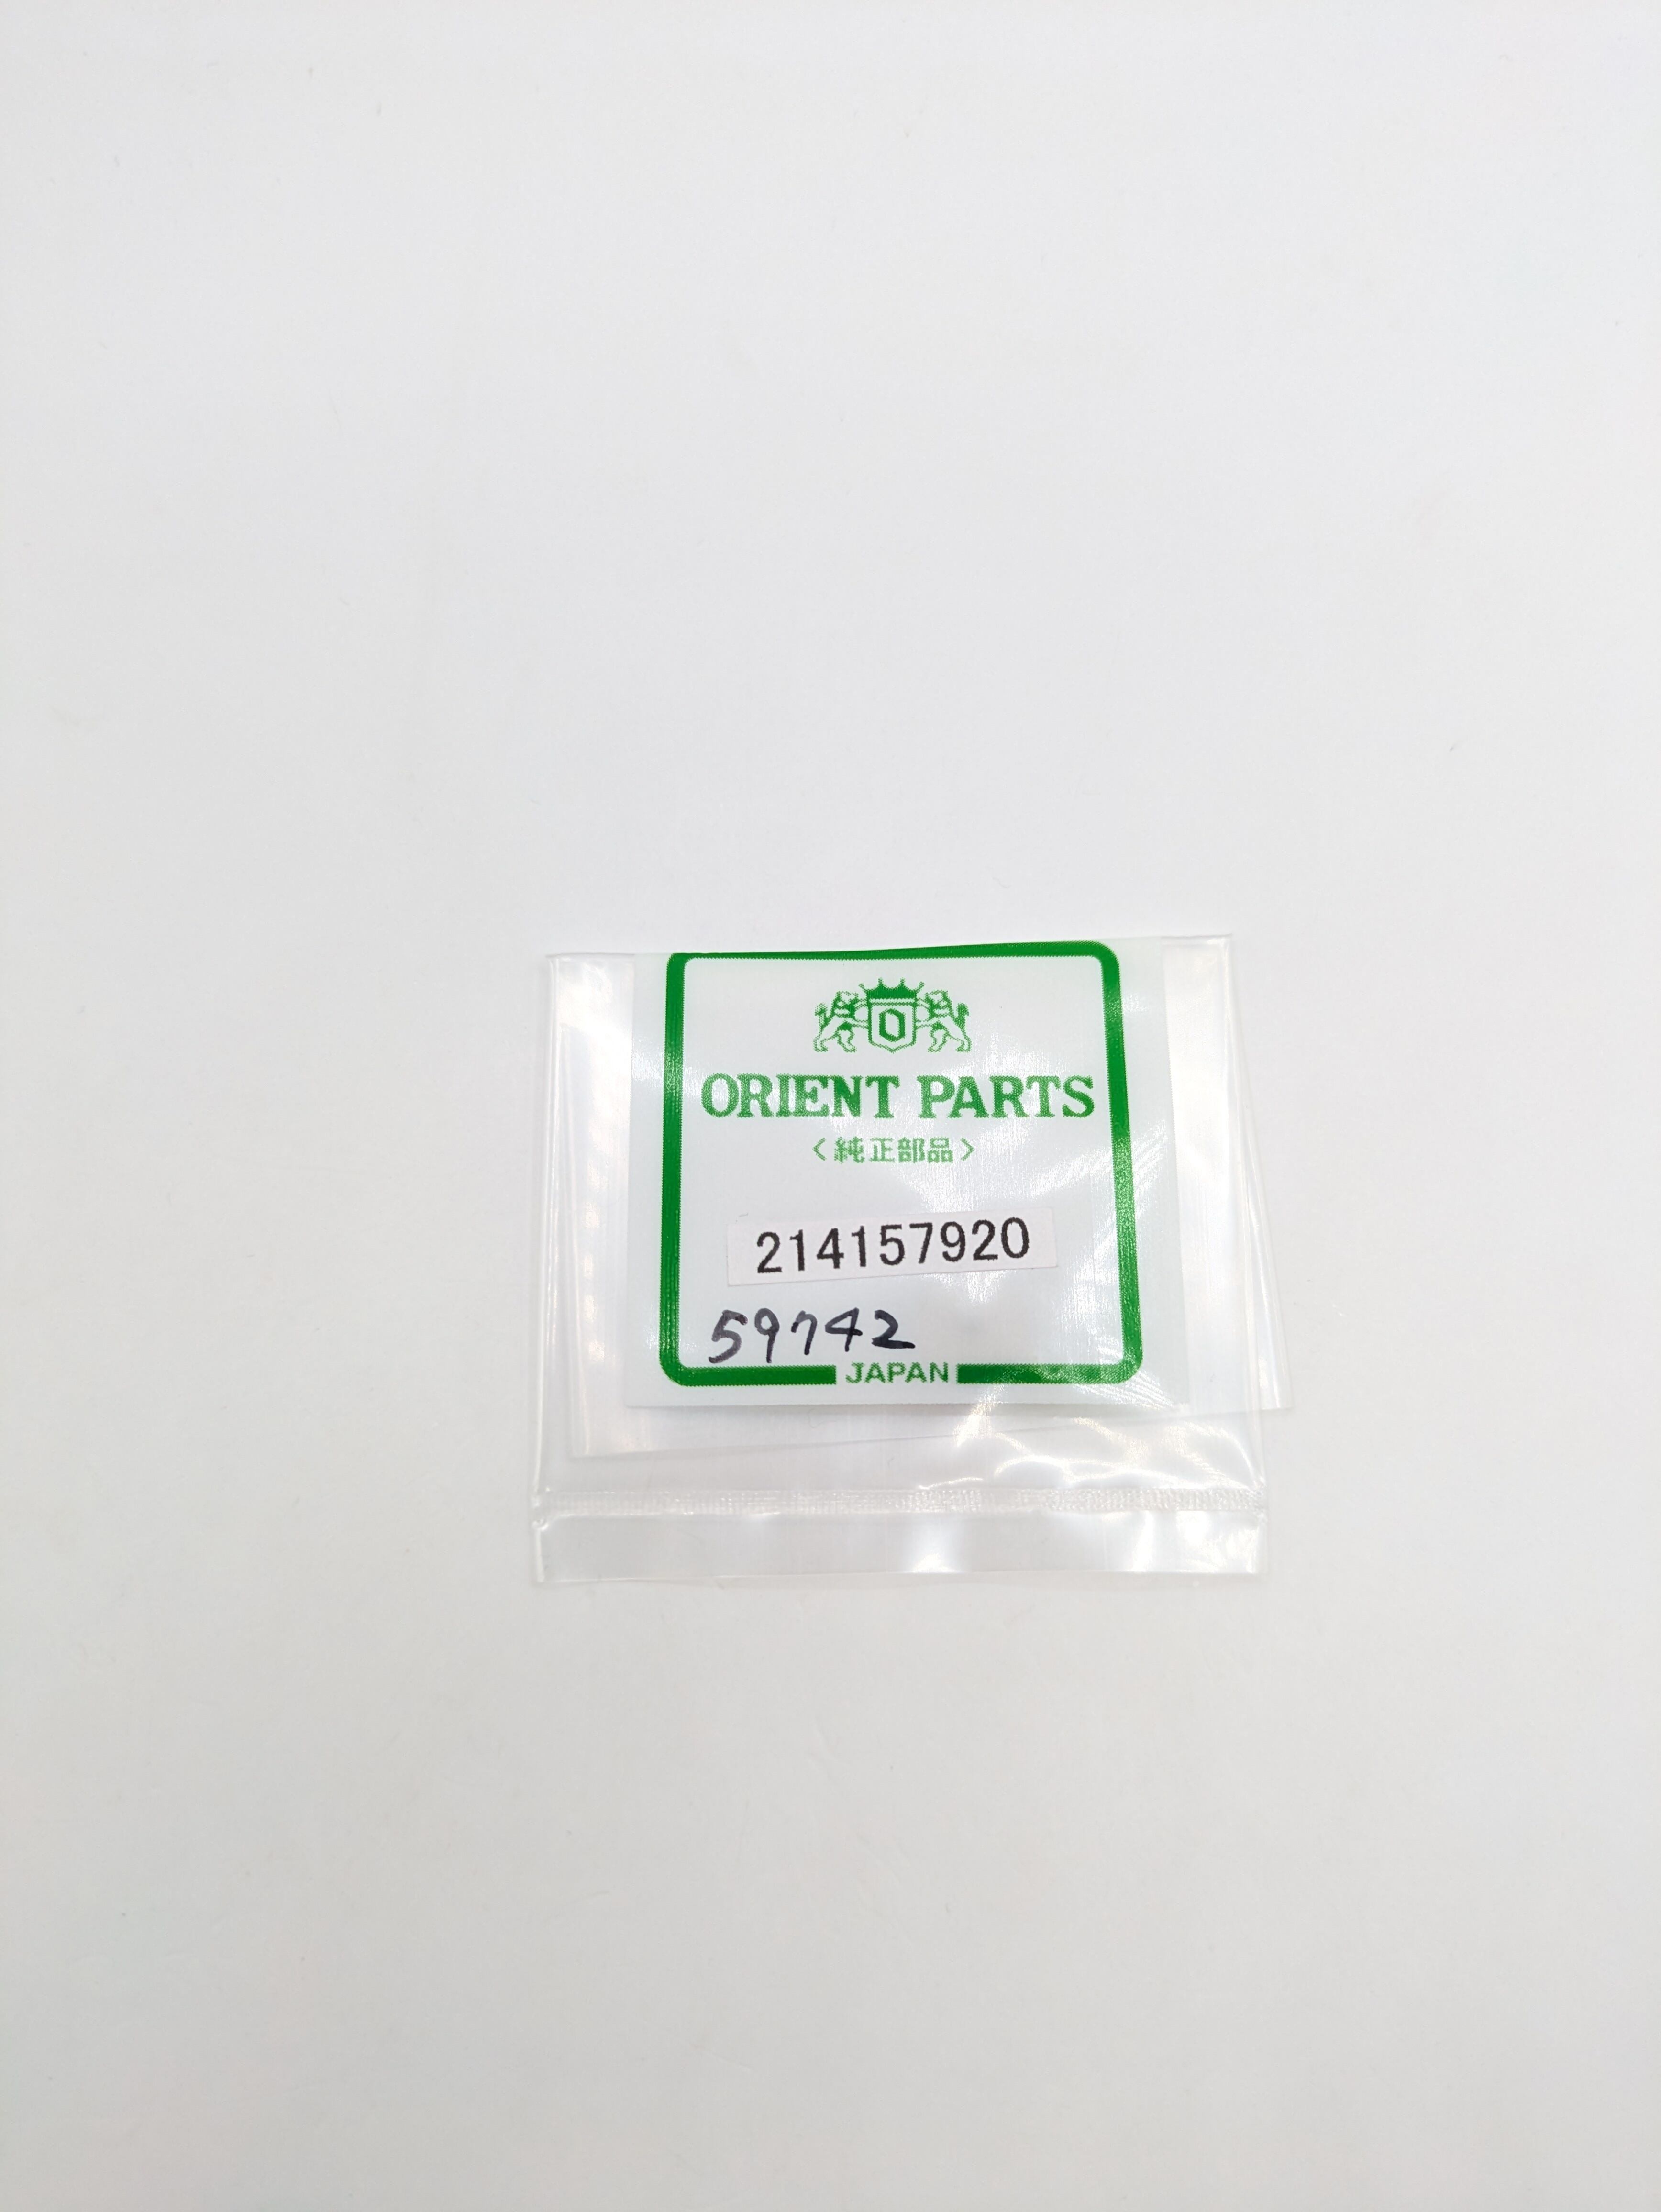 O
ORIENT PARTS
〈純正部品〉
214157920
59742
JAPAN